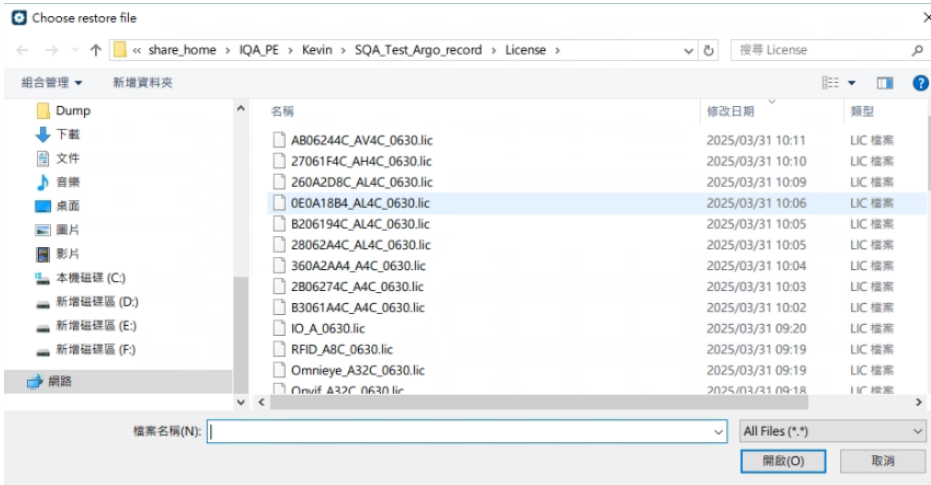 Choose restore file
« share_home › IQA_PE › Kevin › SQA_Test_Argo_record › License ›
搜尋 License
組合管理 新增資料夾
Dump
下載
文件
音樂
桌面
圖片
影片
本機磁碟 (C:)
新增磁碟區 (D:)
新增磁碟區 (E:)
新增磁碟區 (F:)
網路
名稱 修改日期 類型
AB06244C_AV4C_0630.lic 2025/03/31 10:11 LIC 檔案
27061F4C_AH4C_0630.lic 2025/03/31 10:10 LIC 檔案
260A2D8C_AL4C_0630.lic 2025/03/31 10:09 LIC 檔案
0E0A18B4_AL4C_0630.lic 2025/03/31 10:06 LIC 檔案
B206194C_AL4C_0630.lic 2025/03/31 10:05 LIC 檔案
28062A4C_AL4C_0630.lic 2025/03/31 10:05 LIC 檔案
360A2AA4_A4C_0630.lic 2025/03/31 10:04 LIC 檔案
2B06274C_A4C_0630.lic 2025/03/31 10:03 LIC 檔案
B3061A4C_A4C_0630.lic 2025/03/31 10:02 LIC 檔案
IO_A_0630.lic 2025/03/31 09:20 LIC 檔案
RFID_A8C_0630.lic 2025/03/31 09:19 LIC 檔案
Omnieye_A32C_0630.lic 2025/03/31 09:19 LIC 檔案
Onvif_A32C_0630.lic 2025/03/31 09:18 LIC 檔案
檔案名稱(N):
All Files (*.*)
開啟(O) 取消